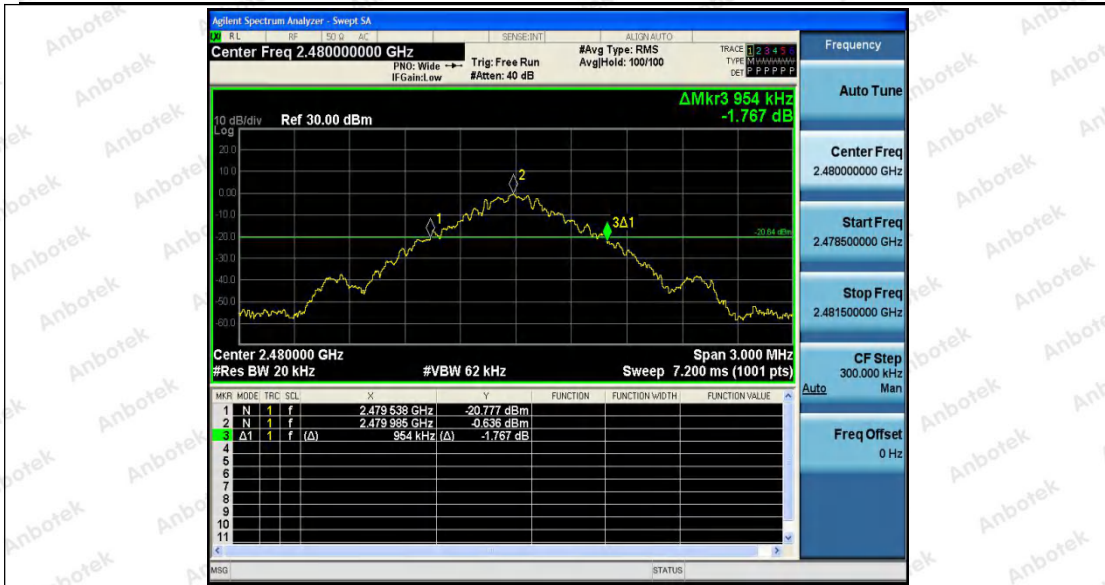 Agilent Spectrum Analyzer - Swept SA
LXI RL RF 50 Ω AC SENSE:INT ALIGN AUTO
Center Freq 2.480000000 GHz
PNO: Wide
IFGain:Low
Trig: Free Run
#Atten: 40 dB
#Avg Type: RMS
Avg|Hold: 100/100
TRACE 1 2 3 4 5 6
TYPE M
DET P P P P P P
ΔMkr3 954 kHz
-1.767 dB
10 dB/div Ref 30.00 dBm
Log
20.0
10.0
0.00
-10.0
-20.0
-30.0
-40.0
-50.0
-60.0
1
2
3Δ1
-20.64 dBm
Center 2.480000 GHz Span 3.000 MHz
#Res BW 20 kHz #VBW 62 kHz Sweep 7.200 ms (1001 pts)
MKR MODE TRC SCL X Y FUNCTION FUNCTION WIDTH FUNCTION VALUE
1 N 1 f 2.479 538 GHz -20.777 dBm
2 N 1 f 2.479 985 GHz -0.636 dBm
3 Δ1 1 f (Δ) 954 kHz (Δ) -1.767 dB
4
5
6
7
8
9
10
11
MSG STATUS
Frequency
Auto Tune
Center Freq
2.480000000 GHz
Start Freq
2.478500000 GHz
Stop Freq
2.481500000 GHz
CF Step
300.000 kHz
Auto Man
Freq Offset
0 Hz
Anbotek